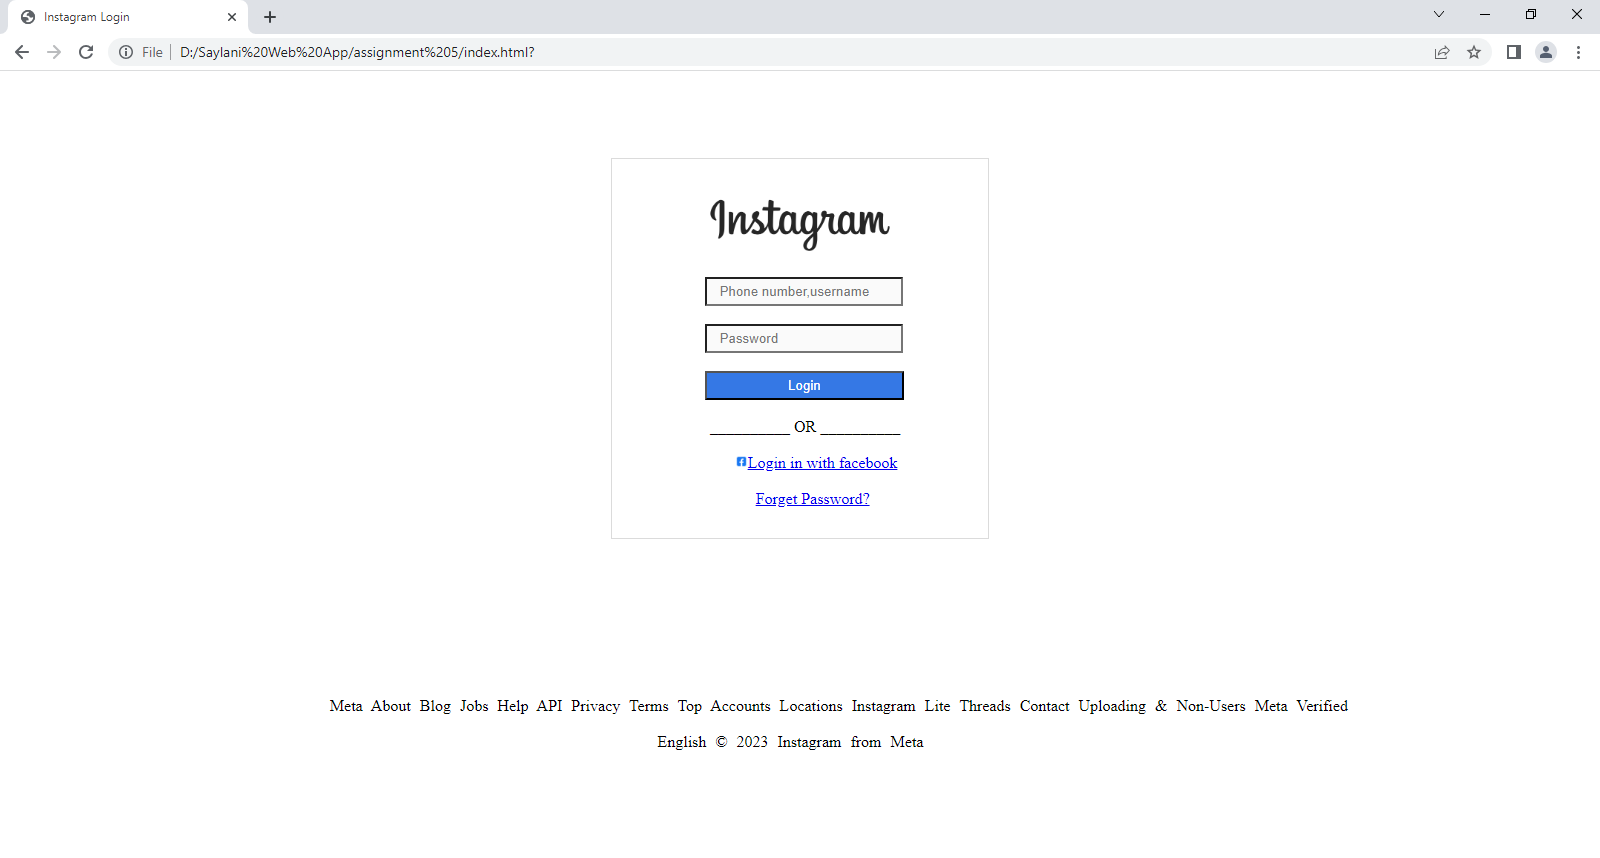 Instagram Login
File D:/Saylani%20Web%20App/assignment%205/index.html?
Instagram
Phone number,username
Password
Login
__________ OR __________
Login in with facebook
Forget Password?
Meta About Blog Jobs Help API Privacy Terms Top Accounts Locations Instagram Lite Threads Contact Uploading & Non-Users Meta Verified
English © 2023 Instagram from Meta